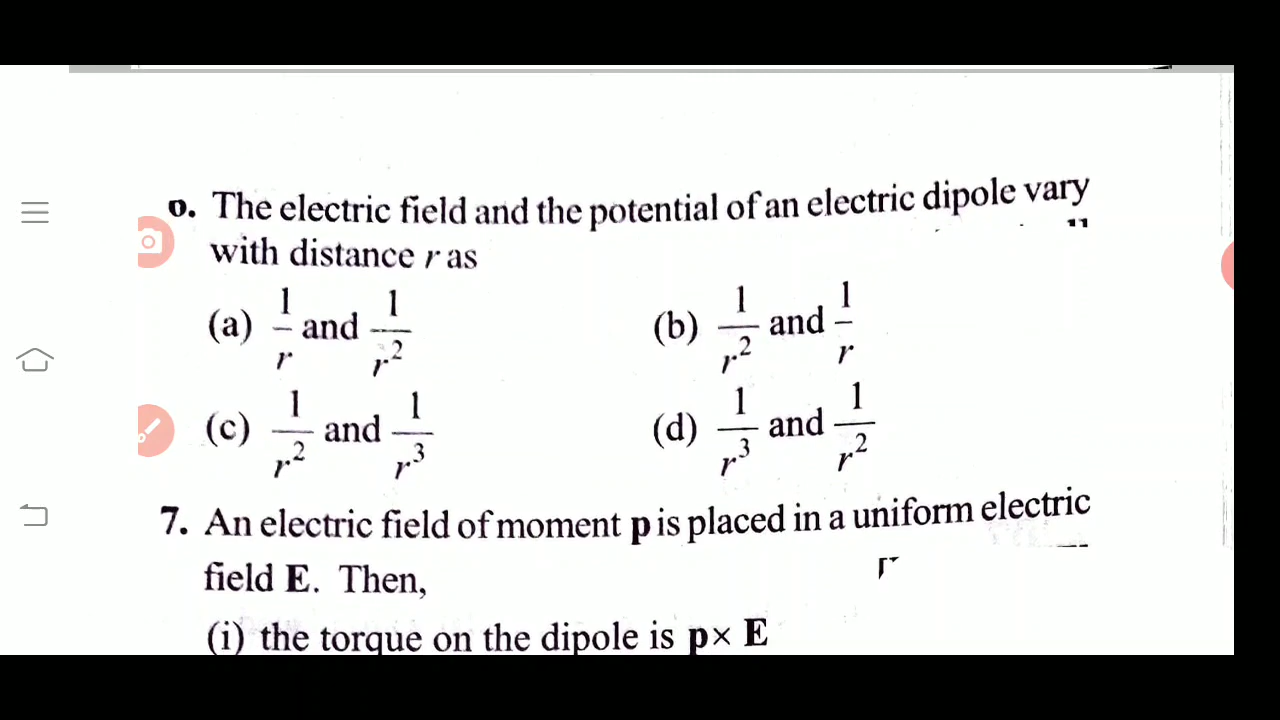 6. The electric field and the potential of an electric dipole vary
with distance r as
(a) 1/r and 1/r² (b) 1/r² and 1/r
(c) 1/r² and 1/r³ (d) 1/r³ and 1/r²
7. An electric field of moment p is placed in a uniform electric
field E. Then,
(i) the torque on the dipole is p× E